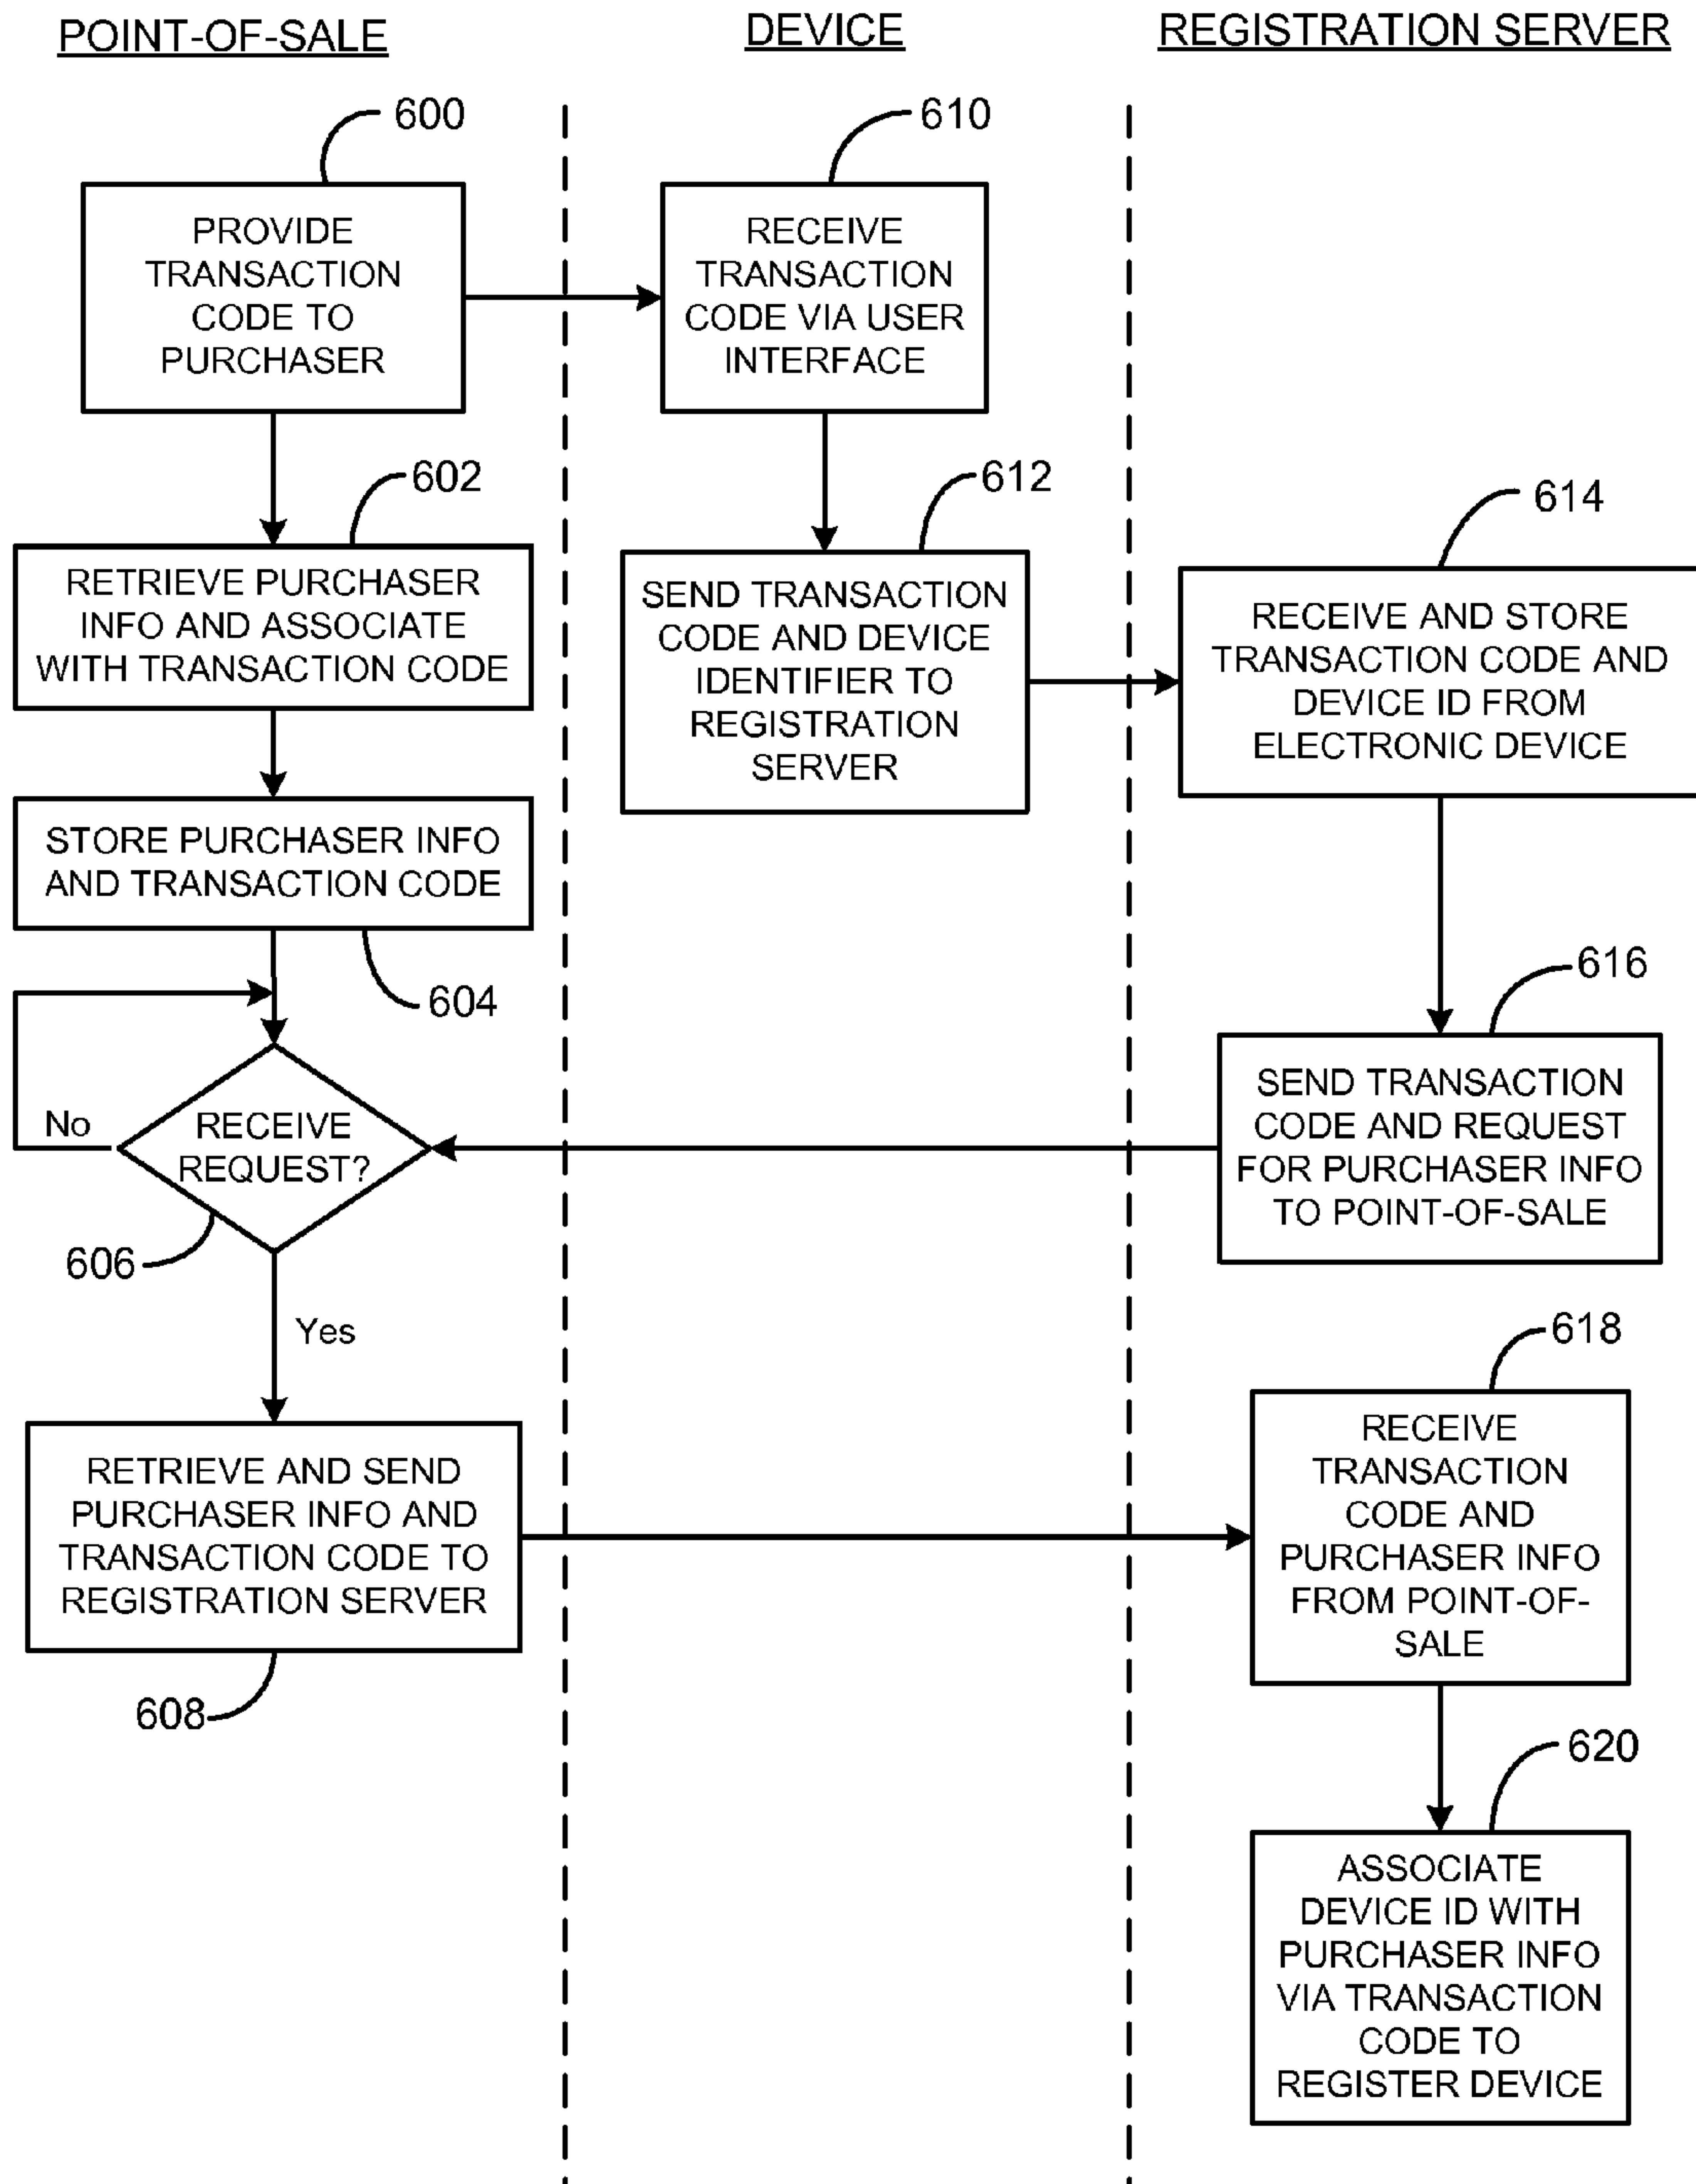 POINT-OF-SALE
DEVICE
REGISTRATION SERVER
600
PROVIDE
TRANSACTION
CODE TO
PURCHASER
602
RETRIEVE PURCHASER
INFO AND ASSOCIATE
WITH TRANSACTION CODE
STORE PURCHASER INFO
AND TRANSACTION CODE
604
RECEIVE
REQUEST?
No
606
Yes
RETRIEVE AND SEND
PURCHASER INFO AND
TRANSACTION CODE TO
REGISTRATION SERVER
608
610
RECEIVE
TRANSACTION
CODE VIA USER
INTERFACE
612
SEND TRANSACTION
CODE AND DEVICE
IDENTIFIER TO
REGISTRATION
SERVER
614
RECEIVE AND STORE
TRANSACTION CODE AND
DEVICE ID FROM
ELECTRONIC DEVICE
616
SEND TRANSACTION
CODE AND REQUEST
FOR PURCHASER INFO
TO POINT-OF-SALE
618
RECEIVE
TRANSACTION
CODE AND
PURCHASER INFO
FROM POINT-OF-
SALE
620
ASSOCIATE
DEVICE ID WITH
PURCHASER INFO
VIA TRANSACTION
CODE TO
REGISTER DEVICE